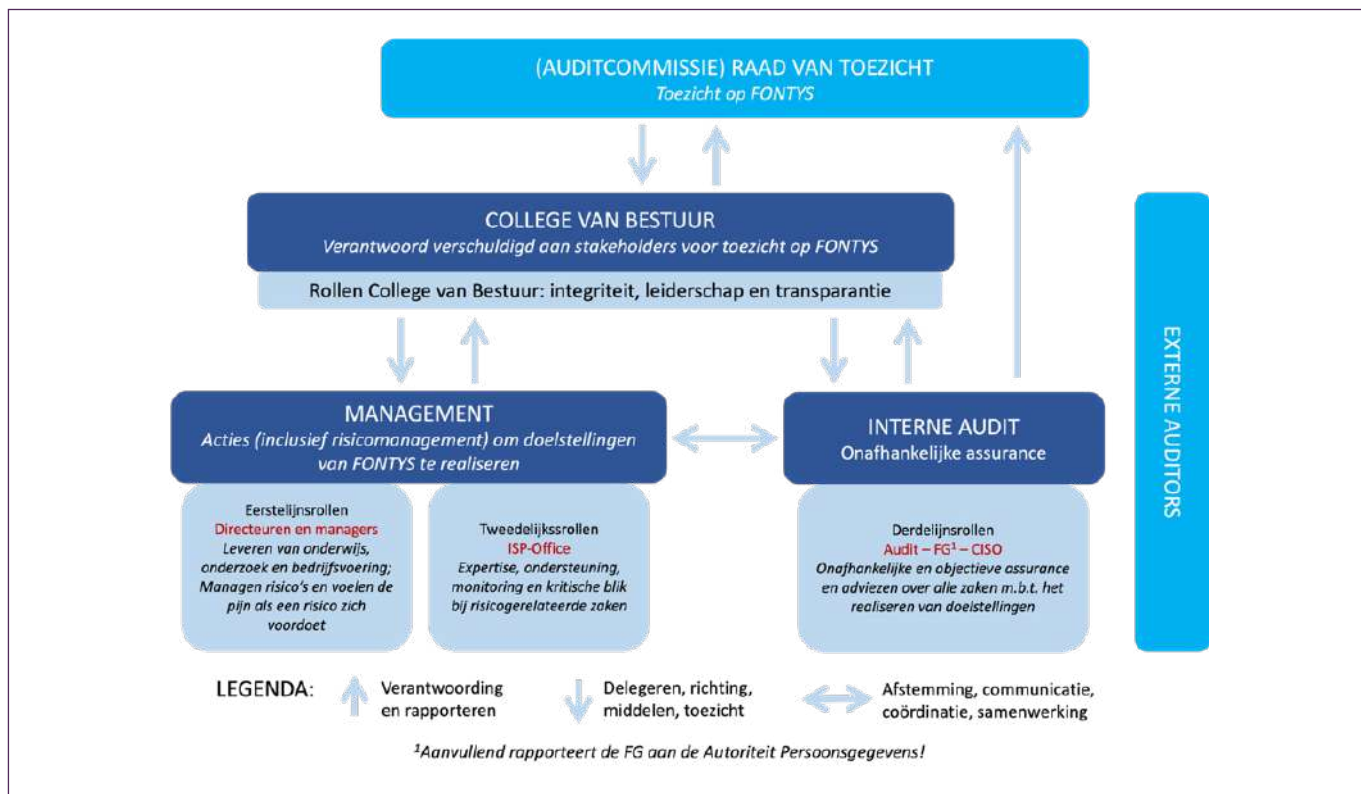 (AUDITCOMMISSIE) RAAD VAN TOEZICHT
Toezicht op FONTYS
COLLEGE VAN BESTUUR
Verantwoord verschuldigd aan stakeholders voor toezicht op FONTYS
Rollen College van Bestuur: integriteit, leiderschap en transparantie
MANAGEMENT
Acties (inclusief risicomanagement) om doelstellingen
van FONTYS te realiseren
INTERNE AUDIT
Onafhankelijke assurance
Eerstelijnsrollen
Directeuren en managers
Leveren van onderwijs,
onderzoek en bedrijfsvoering;
Managen risico's en voelen de
pijn als een risico zich
voordoet
Tweedelijkssrollen
ISP-Office
Expertise, ondersteuning,
monitoring en kritische blik
bij risicogerelateerde zaken
Derdelijnsrollen
Audit – FG¹ – CISO
Onafhankelijke en objectieve assurance
en adviezen over alle zaken m.b.t. het
realiseren van doelstellingen
EXTERNE AUDITORS
LEGENDA:
Verantwoording
en rapporteren
Delegeren, richting,
middelen, toezicht
Afstemming, communicatie,
coördinatie, samenwerking
¹Aanvullend rapporteert de FG aan de Autoriteit Persoonsgegevens!